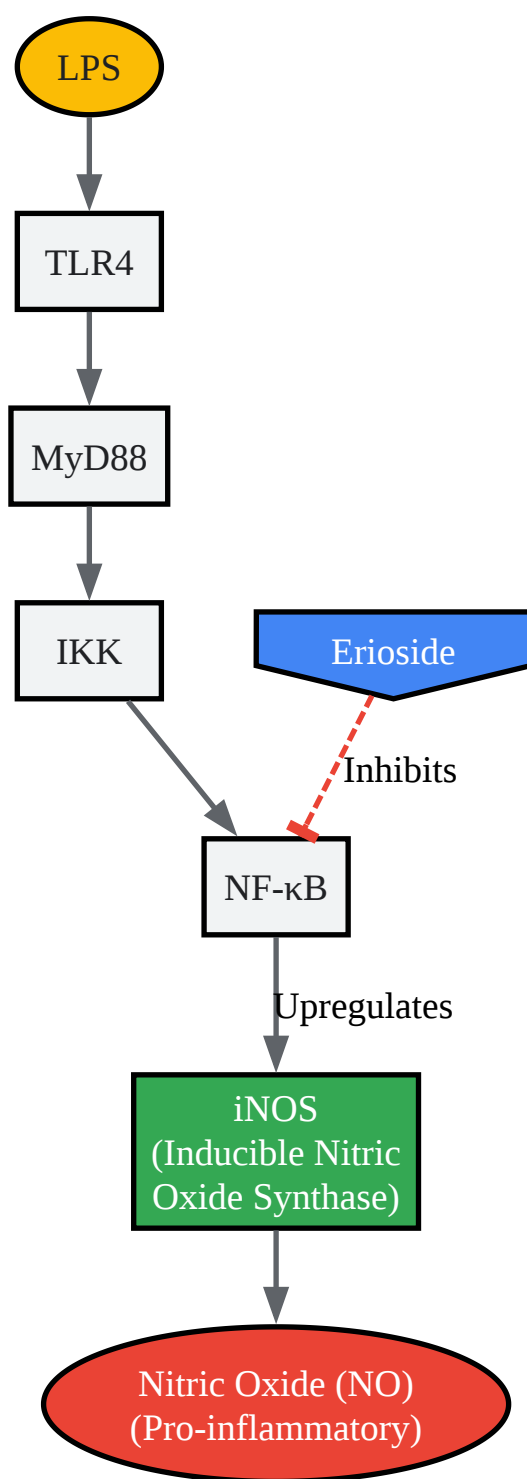 LPS
TLR4
MyD88
IKK
Erioside
Inhibits
NF-κB
Upregulates
iNOS
(Inducible Nitric
Oxide Synthase)
Nitric Oxide (NO)
(Pro-inflammatory)